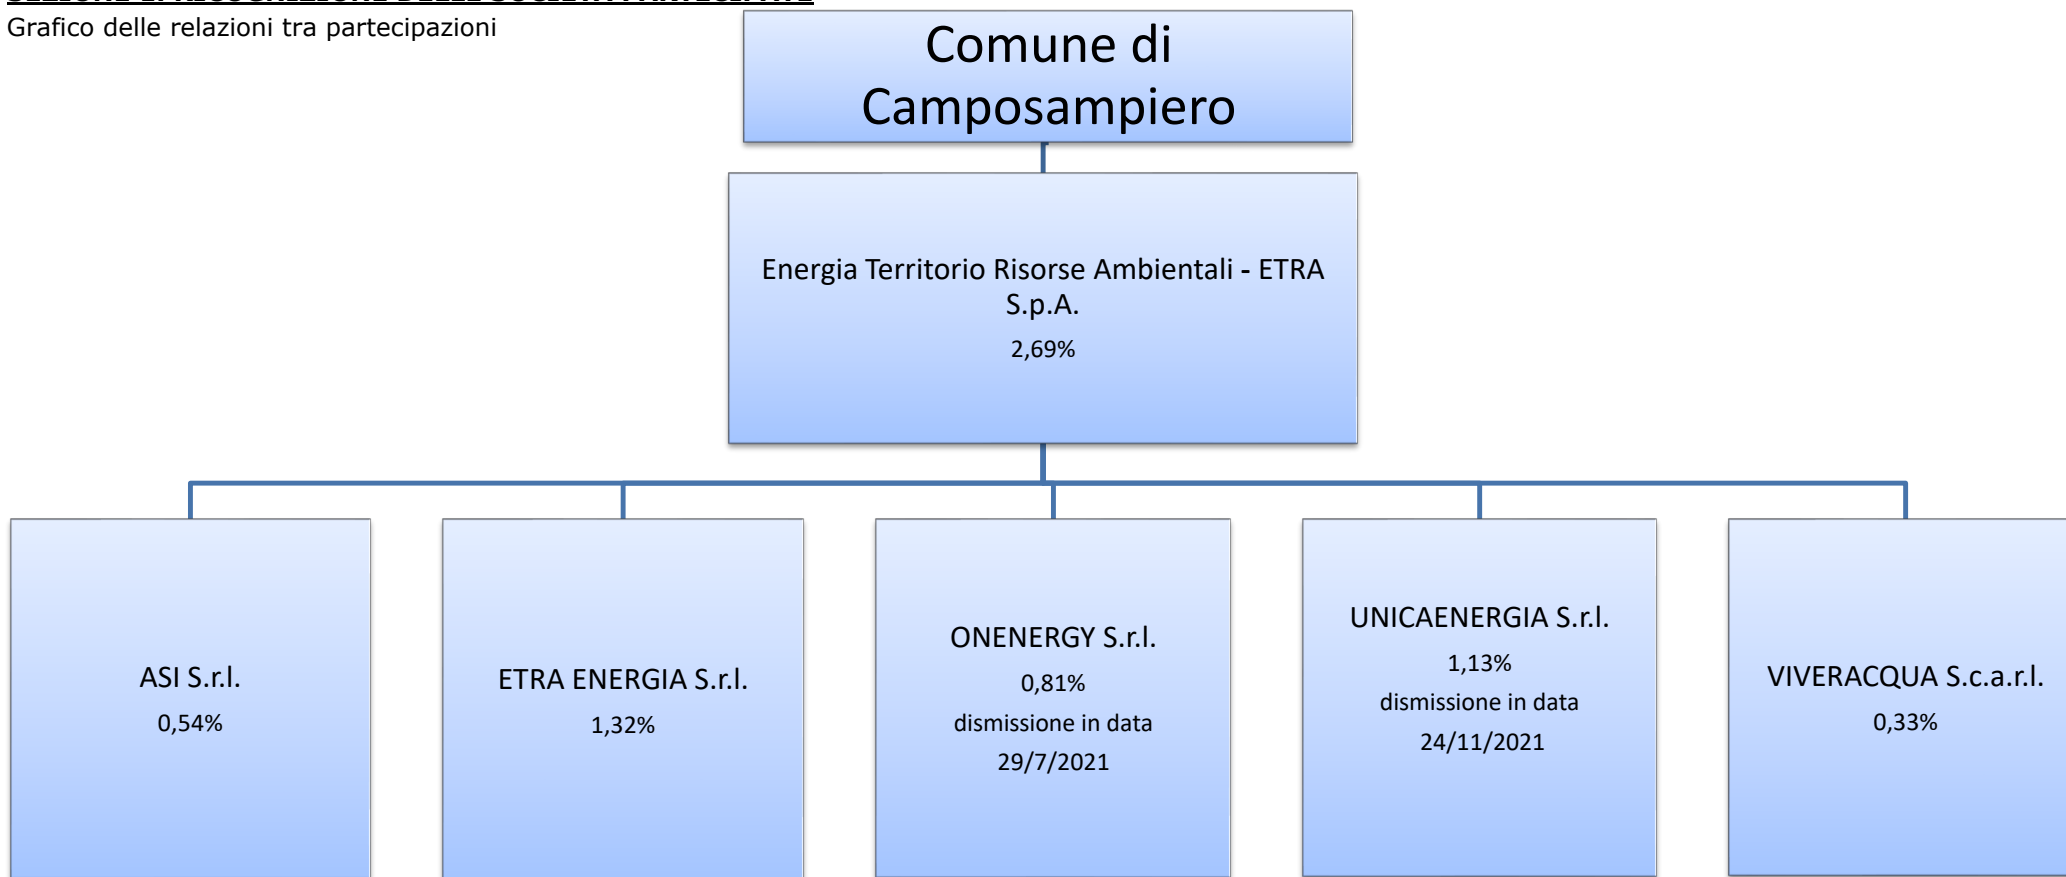 Grafico delle relazioni tra partecipazioni
Comune di
Camposampiero
Energia Territorio Risorse Ambientali - ETRA
S.p.A.
2,69%
ASI S.r.l.
0,54%
ETRA ENERGIA S.r.l.
1,32%
ONENERGY S.r.l.
0,81%
dismissione in data
29/7/2021
UNICAENERGIA S.r.l.
1,13%
dismissione in data
24/11/2021
VIVERACQUA S.c.a.r.l.
0,33%